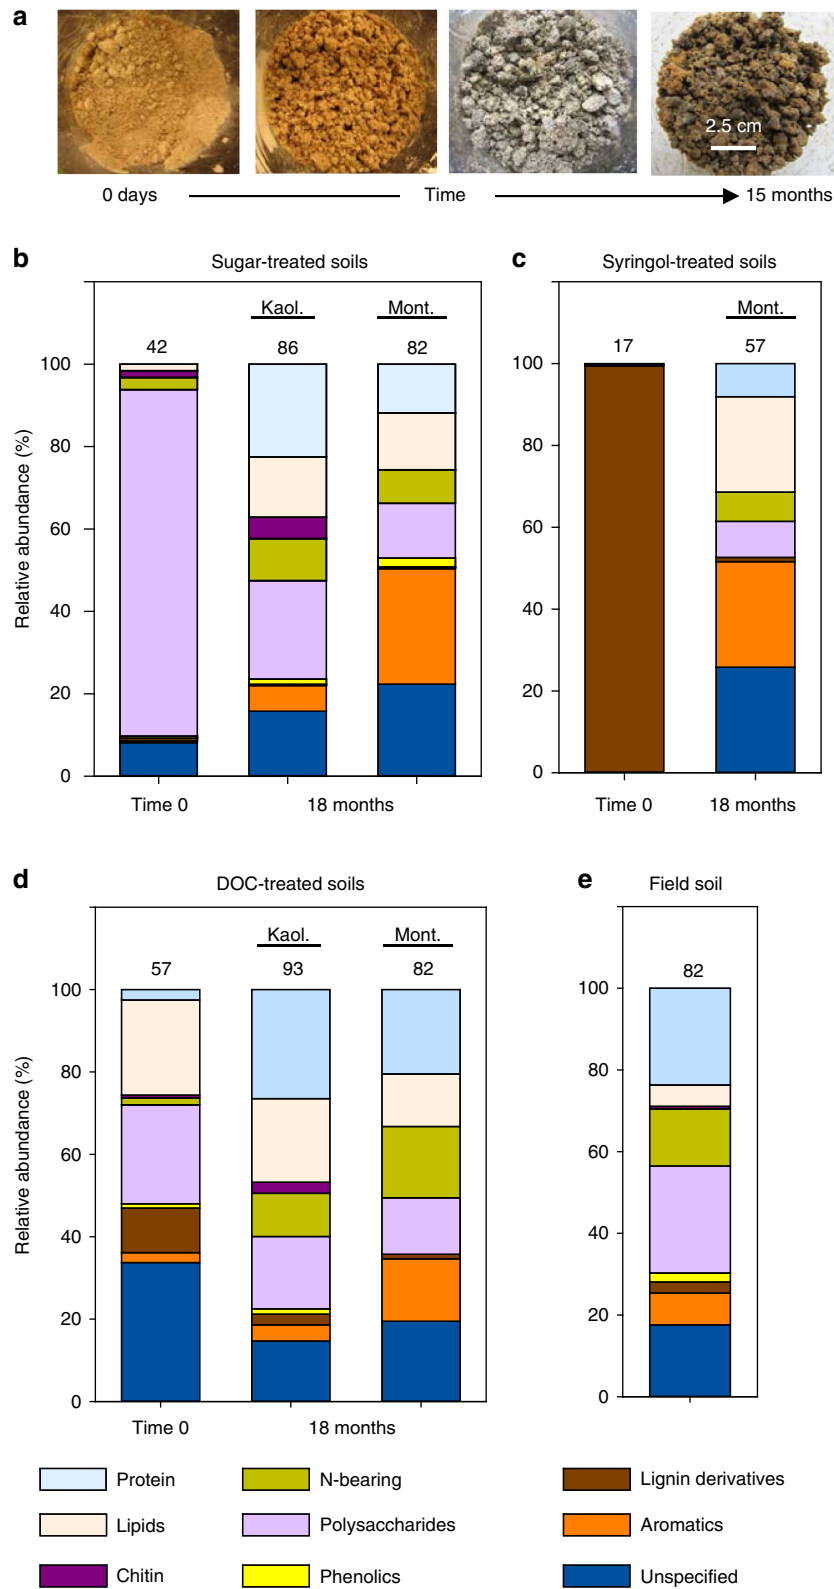 a
2.5 cm
0 days Time 15 months
b Sugar-treated soils
Kaol. Mont.
42 86 82
100
80
60
40
20
0
Relative abundance (%)
Time 0 18 months
c Syringol-treated soils
Mont.
17 57
100
80
60
40
20
0
Time 0 18 months
d DOC-treated soils
Kaol. Mont.
57 93 82
100
80
60
40
20
0
Relative abundance (%)
Time 0 18 months
e Field soil
82
100
80
60
40
20
0
Protein N-bearing Lignin derivatives
Lipids Polysaccharides Aromatics
Chitin Phenolics Unspecified